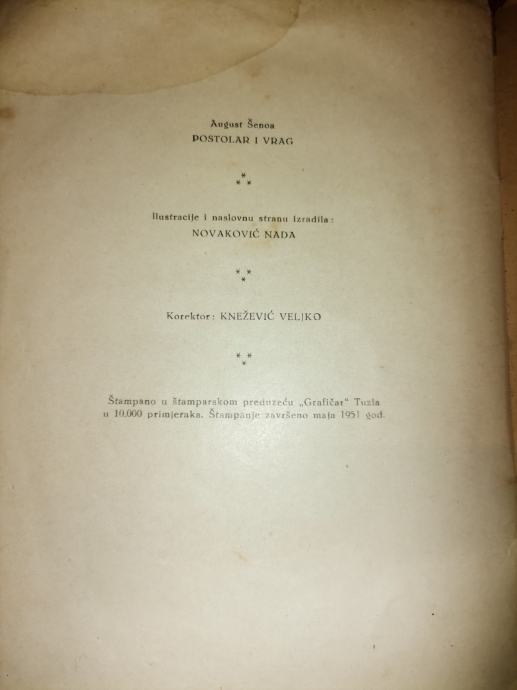 August Šenoa
POSTOLAR I VRAG
* * *
Ilustracije i naslovnu stranu izradila:
NOVAKOVIĆ NADA
* * *
Korektor: KNEŽEVIĆ VELJKO
* * *
Štampano u štamparskom preduzeću „Grafičar" Tuzla
u 10.000 primjeraka. Štampanje završeno maja 1951 god.